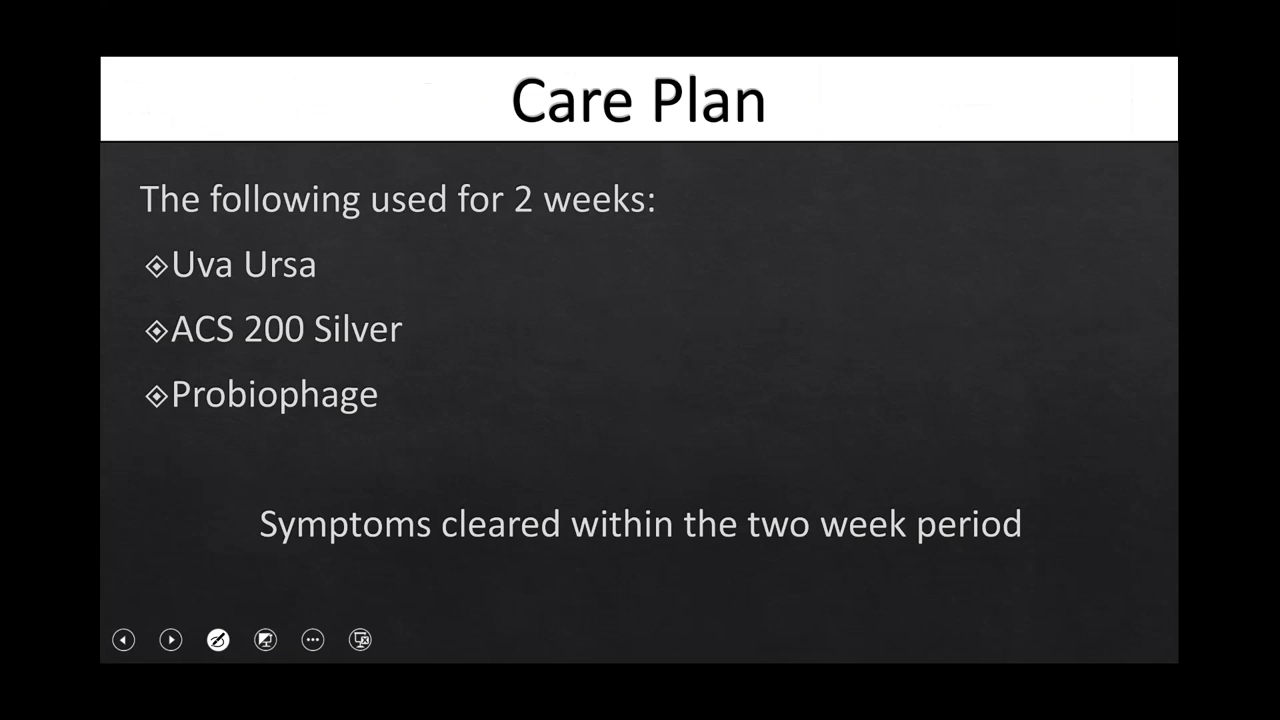 Care Plan
The following used for 2 weeks:
Uva Ursa
ACS 200 Silver
Probiophage
Symptoms cleared within the two week period